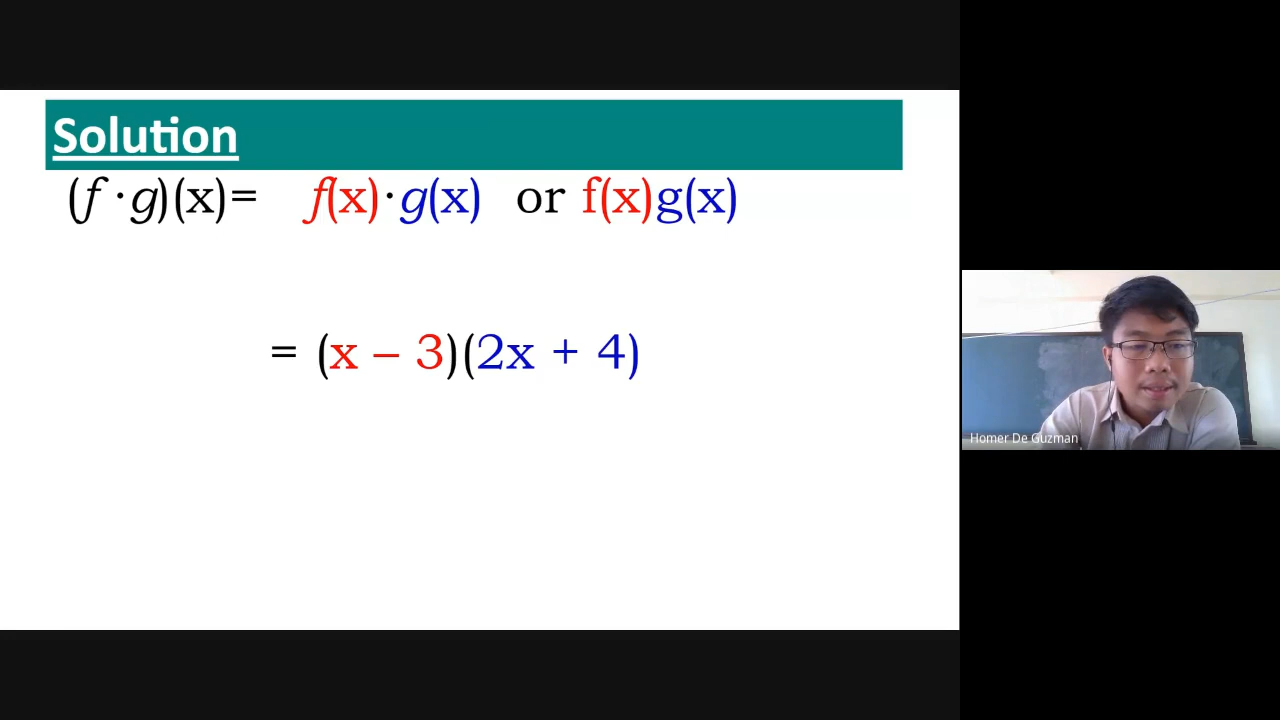 Solution
(f ·g)(x)= f(x)·g(x) or f(x)g(x)
= (x – 3)(2x + 4)
Homer De Guzman